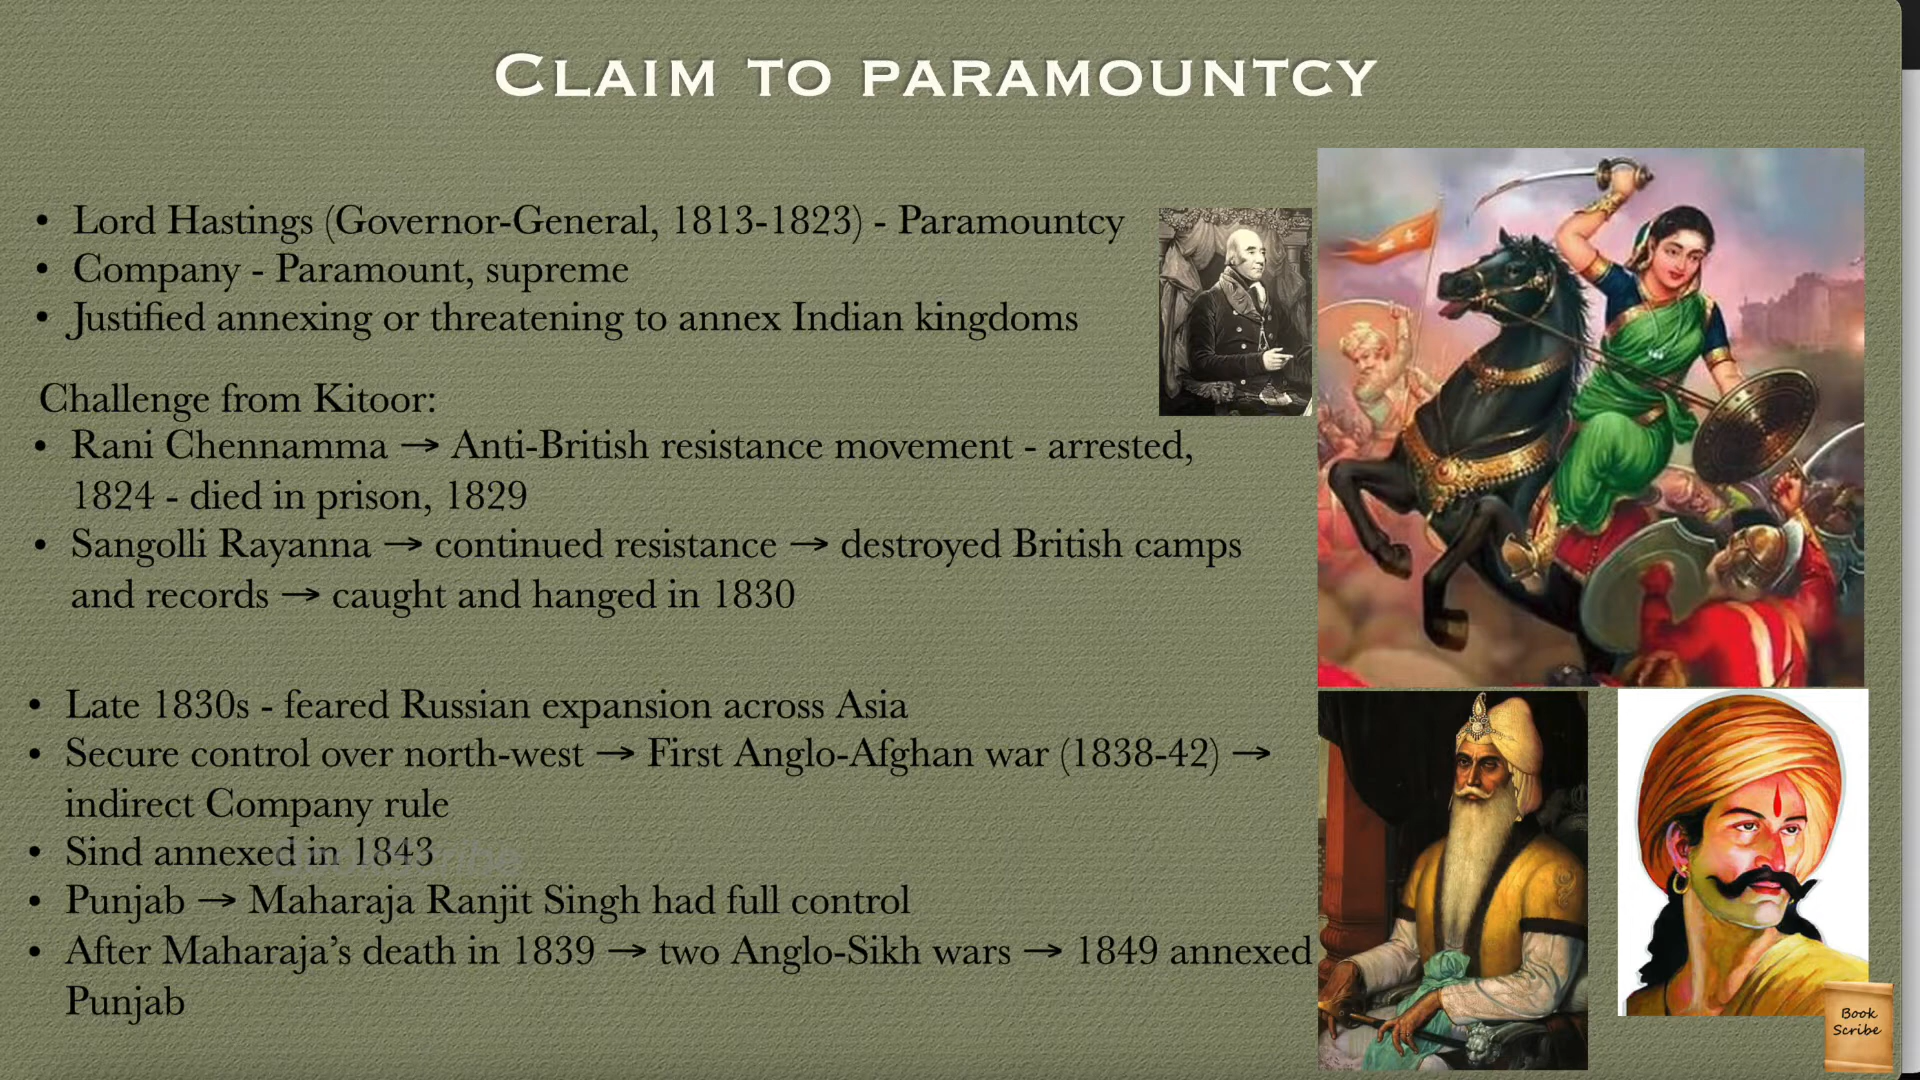 CLAIM TO PARAMOUNTCY
• Lord Hastings (Governor-General, 1813-1823) - Paramountcy
• Company - Paramount, supreme
• Justified annexing or threatening to annex Indian kingdoms
Challenge from Kitoor:
• Rani Chennamma → Anti-British resistance movement - arrested,
1824 - died in prison, 1829
• Sangolli Rayanna → continued resistance → destroyed British camps
and records → caught and hanged in 1830
• Late 1830s - feared Russian expansion across Asia
• Secure control over north-west → First Anglo-Afghan war (1838-42) →
indirect Company rule
• Sind annexed in 1843
• Punjab → Maharaja Ranjit Singh had full control
• After Maharaja’s death in 1839 → two Anglo-Sikh wars → 1849 annexed
Punjab
Book
Scribe